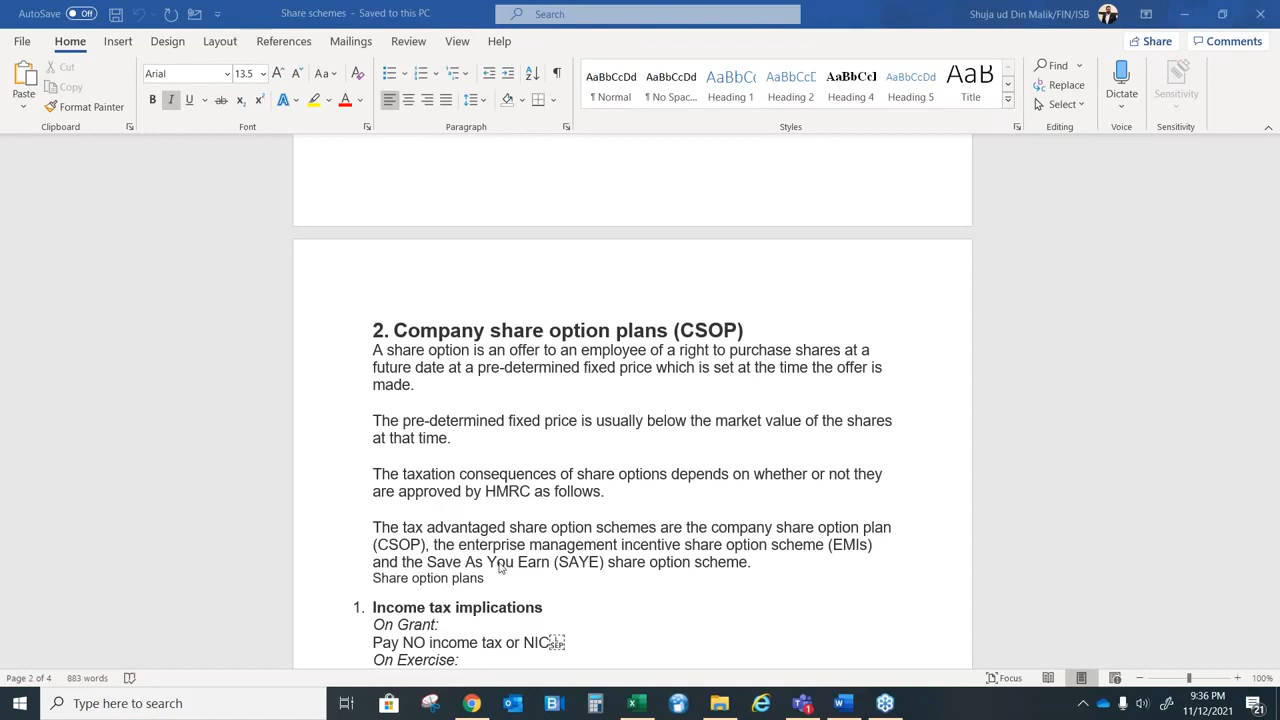 AutoSave Off Share schemes - Saved to this PC Search Shuja ud Din Malik/FIN/ISB
File Home Insert Design Layout References Mailings Review View Help Share Comments
Paste Cut Copy Format Painter
Arial 13.5
AaBbCcDd AaBbCcDd AaBbC AaBbCcE AaBbCcI AaBbCcDd AaB
¶ Normal ¶ No Spac... Heading 1 Heading 2 Heading 4 Heading 5 Title
Find Replace Select
Dictate Sensitivity
Clipboard Font Paragraph Styles Editing Voice Sensitivity
2. Company share option plans (CSOP)
A share option is an offer to an employee of a right to purchase shares at a
future date at a pre-determined fixed price which is set at the time the offer is
made.
The pre-determined fixed price is usually below the market value of the shares
at that time.
The taxation consequences of share options depends on whether or not they
are approved by HMRC as follows.
The tax advantaged share option schemes are the company share option plan
(CSOP), the enterprise management incentive share option scheme (EMIs)
and the Save As You Earn (SAYE) share option scheme.
Share option plans
1. Income tax implications
On Grant:
Pay NO income tax or NIC
On Exercise:
Page 2 of 4 883 words Focus 100%
Type here to search 9:36 PM
11/12/2021 21